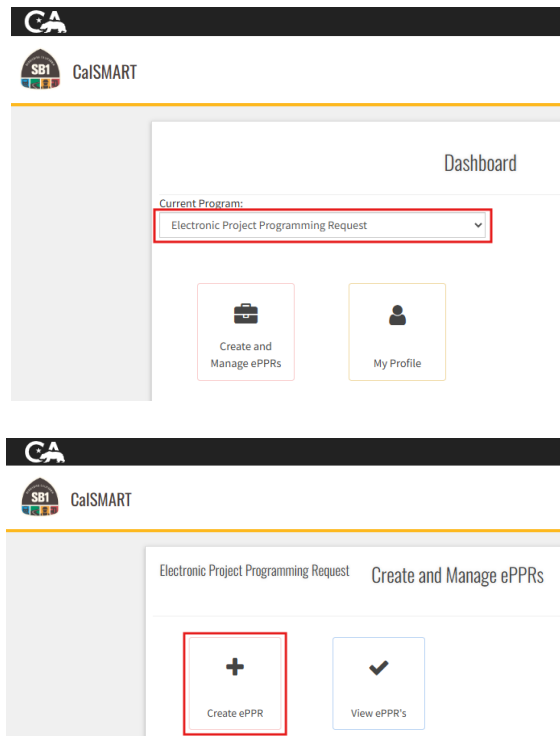 CA
SB1
CalSMART
Dashboard
Current Program:
Electronic Project Programming Request
Create and
Manage ePPRs
My Profile
CA
SB1
CalSMART
Electronic Project Programming Request
Create and Manage ePPRs
Create ePPR
View ePPR's